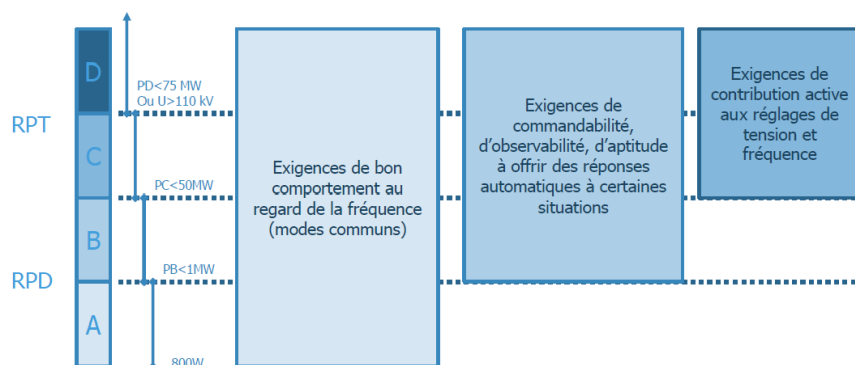 D
PD<75 MW
Ou U>110 kV
RPT
C
PC<50MW
B
PB<1MW
RPD
A
800W
Exigences de bon
comportement au
regard de la fréquence
(modes communs)
Exigences de
commandabilité,
d’observabilité, d’aptitude
à offrir des réponses
automatiques à certaines
situations
Exigences de
contribution active
aux réglages de
tension et
fréquence